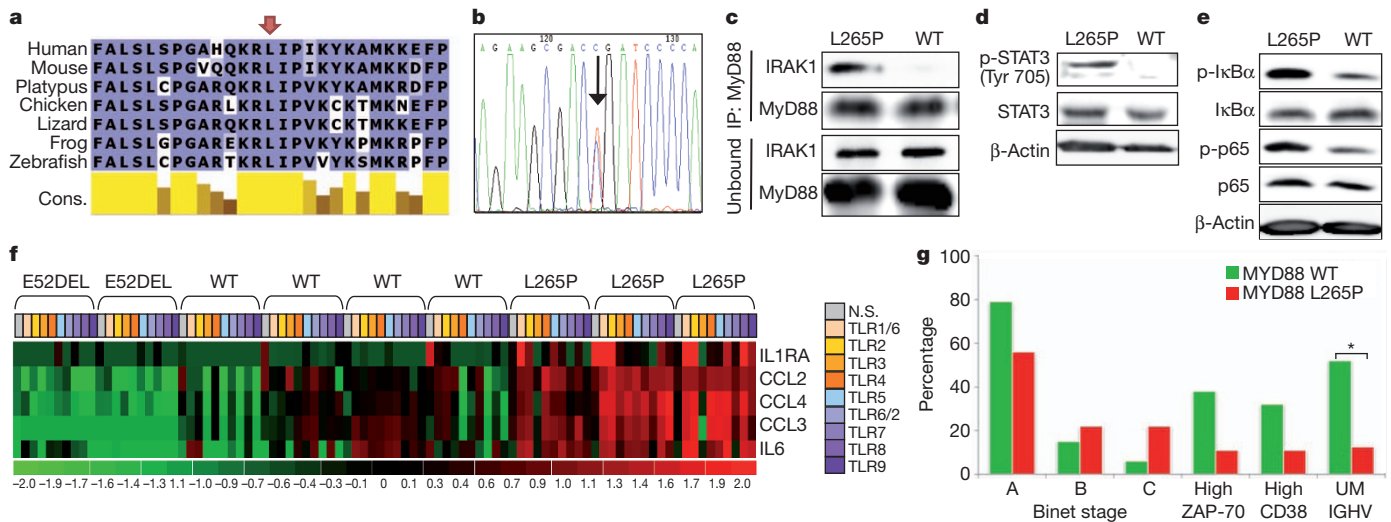 a
Human FALSLSPGAHQKRLIPIKYKAMKKEFP
Mouse FALSLSPGVQQKRLIPIKYKAMKKDFP
Platypus FALSLCPGARQKRLIPVKYKAMKKDFP
Chicken FALSLSPGARLKRLIPVKCKTMKNEFP
Lizard FALSLSPGARQKRLIPVKCKTMKKEFP
Frog FALSLGPGAREKRLIPVKYKPMKRPFP
Zebrafish FALSLCPGARTKRLIPVVYKSMKRPFP
Cons.
b
120 130
A G A A G C G A C C G A T C C C C A
c
L265P WT
IP: MyD88
IRAK1
MyD88
Unbound
IRAK1
MyD88
d
L265P WT
p-STAT3
(Tyr 705)
STAT3
β-Actin
e
L265P WT
p-IκBα
IκBα
p-p65
p65
β-Actin
f
E52DEL E52DEL WT WT WT WT L265P L265P L265P
IL1RA
CCL2
CCL4
CCL3
IL6
–2.0 –1.9 –1.7 –1.6 –1.3 1.1 –1.0 –0.9 –0.7 –0.6 –0.4 –0.3 –0.1 0 0.1 0.3 0.4 0.6 0.7 0.9 1.0 1.1 1.3 1.6 1.7 1.9 2.0
N.S.
TLR1/6
TLR2
TLR3
TLR4
TLR5
TLR6/2
TLR7
TLR8
TLR9
g
MYD88 WT
MYD88 L265P
Percentage
100
80
60
40
20
0
*
A B C High High UM
Binet stage ZAP-70 CD38 IGHV